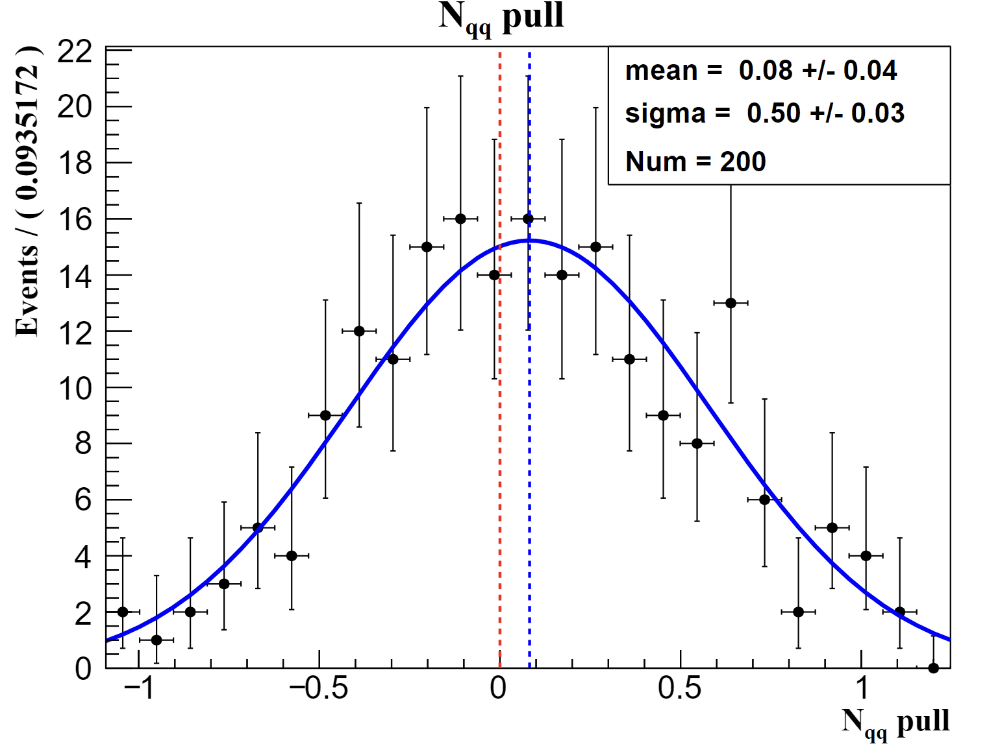 N_qq pull
Events / ( 0.0935172 )
22
20
18
16
14
12
10
8
6
4
2
0
mean = 0.08 +/- 0.04
sigma = 0.50 +/- 0.03
Num = 200
−1
−0.5
0
0.5
1
N_qq pull